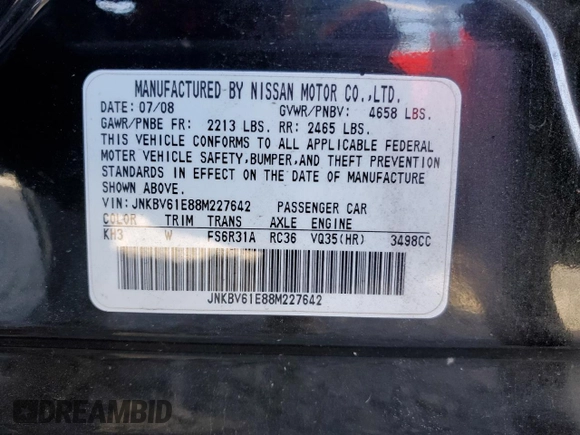 MANUFACTURED BY NISSAN MOTOR CO.,LTD.
DATE: 07/08 GVWR/PNBV: 4658 LBS.
GAWR/PNBE FR: 2213 LBS. RR: 2465 LBS.
THIS VEHICLE CONFORMS TO ALL APPLICABLE FEDERAL
MOTOR VEHICLE SAFETY,BUMPER,AND THEFT PREVENTION
STANDARDS IN EFFECT ON THE DATE OF MANUFACTURE
SHOWN ABOVE.
VIN: JNKBV61E88M227642 PASSENGER CAR
COLOR TRIM TRANS AXLE ENGINE
KH3 W FS6R31A RC36 VQ35(HR) 3498CC
JNKBV61E88M227642
DREAMBID